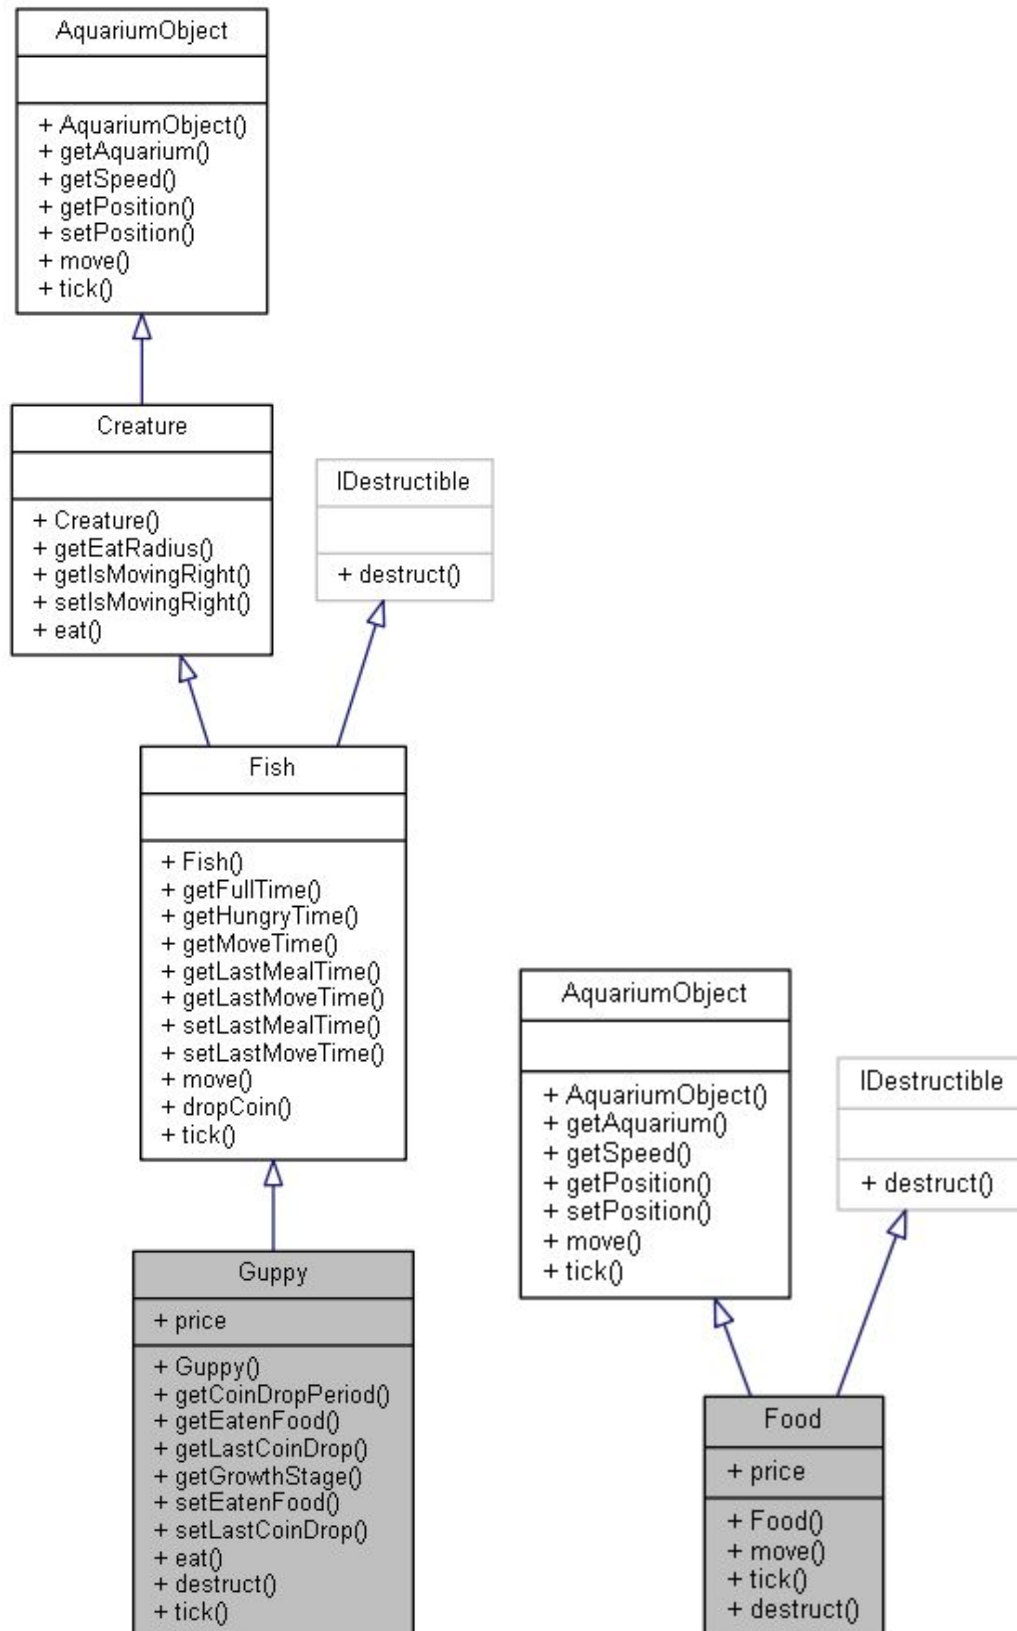 AquariumObject
+ AquariumObject()
+ getAquarium()
+ getSpeed()
+ getPosition()
+ setPosition()
+ move()
+ tick()
Creature
+ Creature()
+ getEatRadius()
+ getIsMovingRight()
+ setIsMovingRight()
+ eat()
IDestructible
+ destruct()
Fish
+ Fish()
+ getFullTime()
+ getHungryTime()
+ getMoveTime()
+ getLastMealTime()
+ getLastMoveTime()
+ setLastMealTime()
+ setLastMoveTime()
+ move()
+ dropCoin()
+ tick()
Guppy
+ price
+ Guppy()
+ getCoinDropPeriod()
+ getEatenFood()
+ getLastCoinDrop()
+ getGrowthStage()
+ setEatenFood()
+ setLastCoinDrop()
+ eat()
+ destruct()
+ tick()
AquariumObject
+ AquariumObject()
+ getAquarium()
+ getSpeed()
+ getPosition()
+ setPosition()
+ move()
+ tick()
IDestructible
+ destruct()
Food
+ price
+ Food()
+ move()
+ tick()
+ destruct()